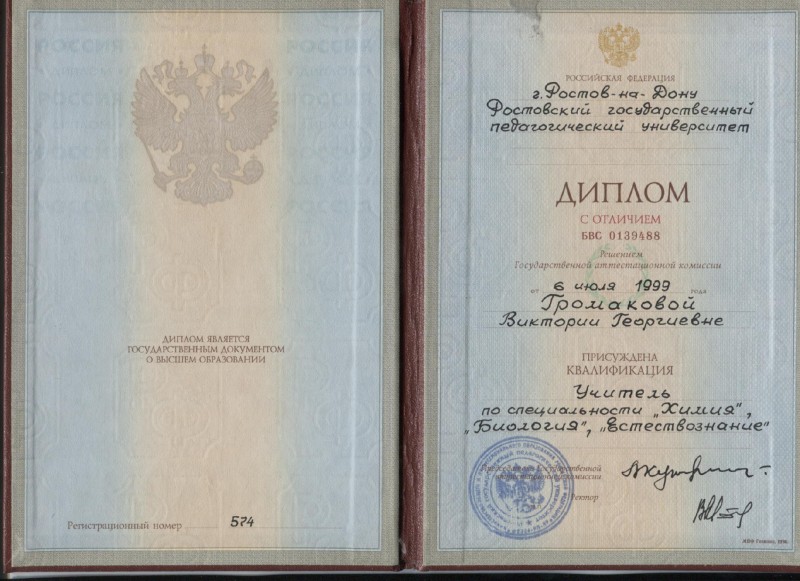 ДИПЛОМ ЯВЛЯЕТСЯ
ГОСУДАРСТВЕННЫМ ДОКУМЕНТОМ
О ВЫСШЕМ ОБРАЗОВАНИИ
Регистрационный номер 574
РОССИЙСКАЯ ФЕДЕРАЦИЯ
г. Ростов-на-Дону
Ростовский государственный
педагогический университет
ДИПЛОМ
С ОТЛИЧИЕМ
БВС 0139488
Решением
Государственной аттестационной комиссии
от 6 июля 1999 года
Громаковой
Виктории Георгиевне
ПРИСУЖДЕНА
КВАЛИФИКАЦИЯ
Учитель
по специальности „Химия",
„Биология", „Естествознание"
Председатель Государственной
аттестационной комиссии
Ректор